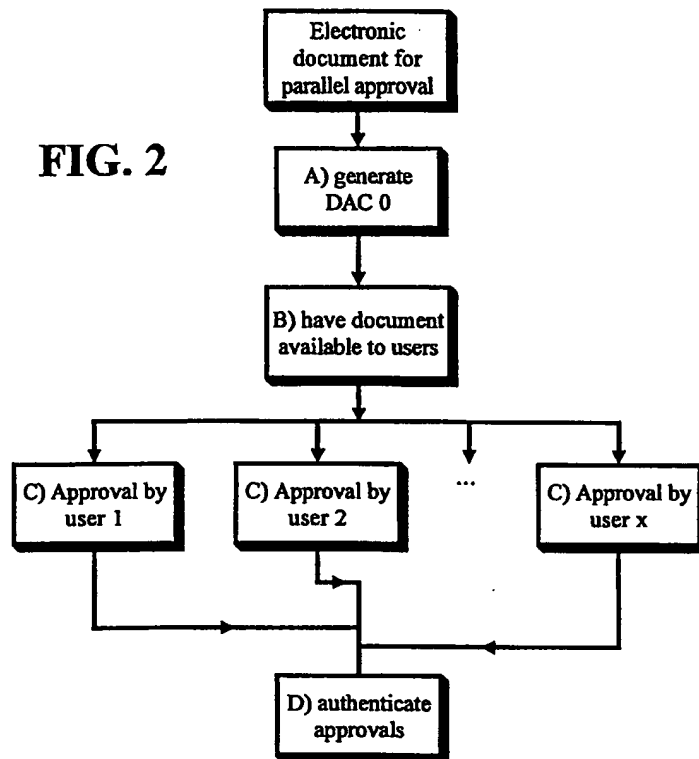 Electronic
document for
parallel approval
FIG. 2
A) generate
DAC 0
B) have document
available to users
...
C) Approval by
user 1
C) Approval by
user 2
C) Approval by
user x
D) authenticate
approvals